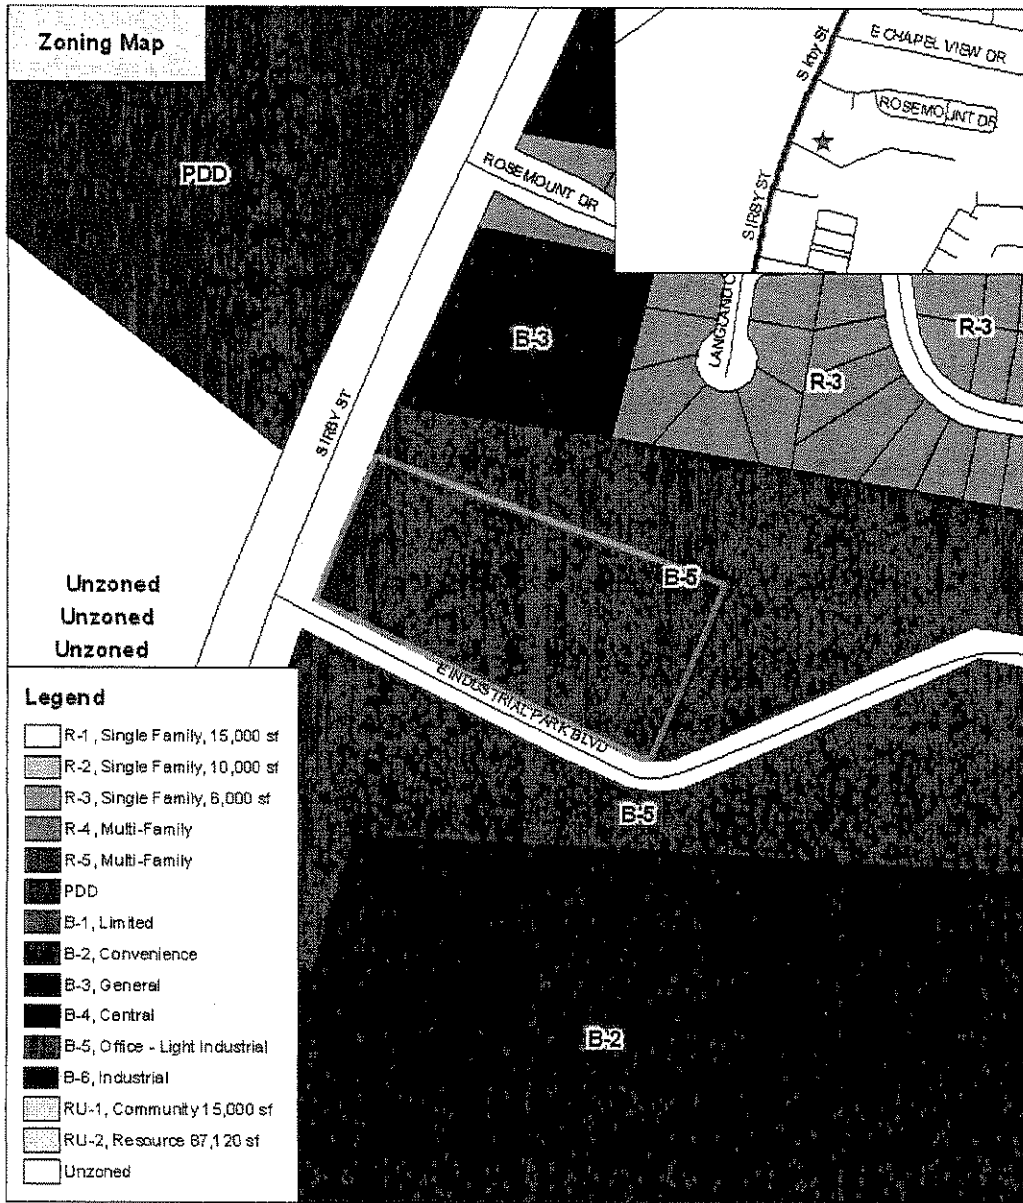 Zoning Map
S Irby St
E CHAPEL VIEW DR
ROSEMOUNT DR
S IRBY ST
PDD
ROSEMOUNT DR
B-3
R-3
R-3
S IRBY ST
B-5
Unzoned
Unzoned
Unzoned
E INDUSTRIAL PARK BLVD
B-5
B-2
Legend
R-1, Single Family, 15,000 sf
R-2, Single Family, 10,000 sf
R-3, Single Family, 6,000 sf
R-4, Multi-Family
R-5, Multi-Family
PDD
B-1, Limited
B-2, Convenience
B-3, General
B-4, Central
B-5, Office - Light Industrial
B-6, Industrial
RU-1, Community 15,000 sf
RU-2, Resource 87,120 sf
Unzoned